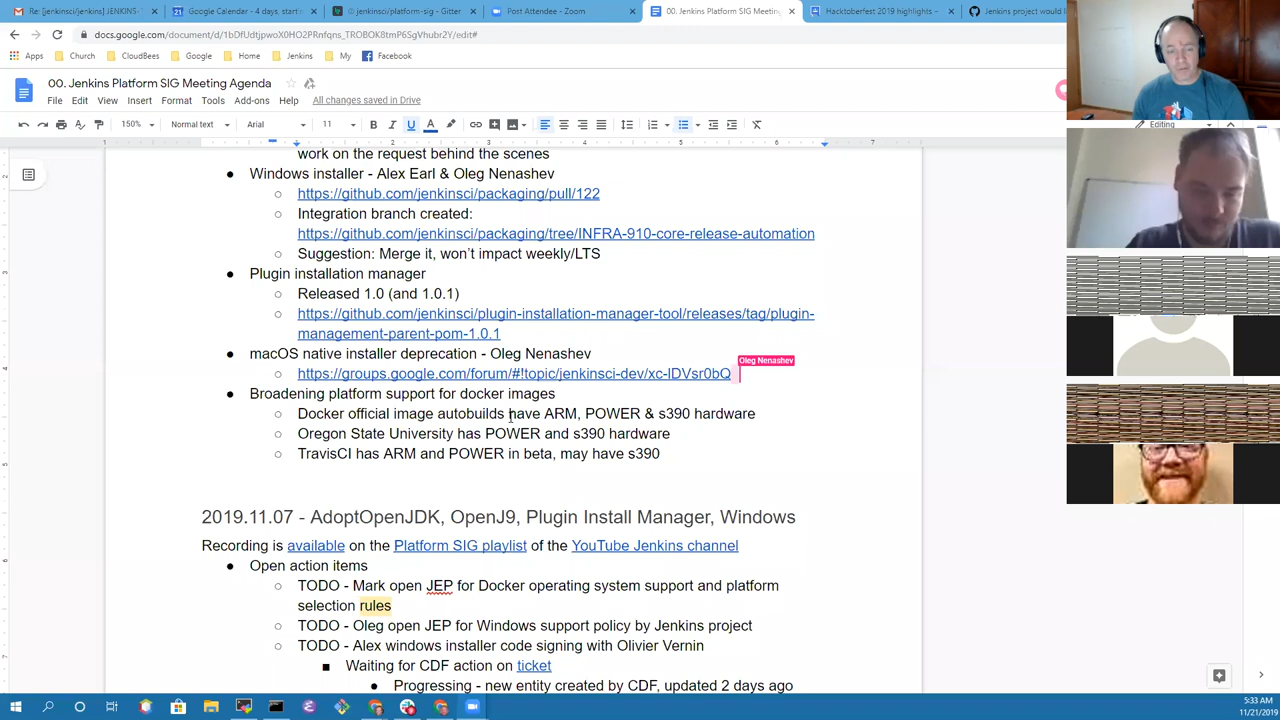 Re: [jenkinsci/jenkins] JENKINS-
Google Calendar - 4 days, start
jenkinsci/platform-sig - Gitter
Post Attendee - Zoom
00. Jenkins Platform SIG Meetin
Hacktoberfest 2019 highlights -
Jenkins project would
docs.google.com/document/d/1bDfUdtjpwoX0HO2PRnfqns_TROBOK8tmP6SgVhubr2Y/edit#
Apps
Church
CloudBees
Google
Home
Jenkins
My
Facebook
00. Jenkins Platform SIG Meeting Agenda
File Edit View Insert Format Tools Add-ons Help All changes saved in Drive
150% Normal text Arial 11 B I U A Editing
1 2 3 4 5 6 7
work on the request behind the scenes
● Windows installer - Alex Earl & Oleg Nenashev
○ https://github.com/jenkinsci/packaging/pull/122
○ Integration branch created:
https://github.com/jenkinsci/packaging/tree/INFRA-910-core-release-automation
○ Suggestion: Merge it, won't impact weekly/LTS
● Plugin installation manager
○ Released 1.0 (and 1.0.1)
○ https://github.com/jenkinsci/plugin-installation-manager-tool/releases/tag/plugin-
management-parent-pom-1.0.1
● macOS native installer deprecation - Oleg Nenashev
Oleg Nenashev
○ https://groups.google.com/forum/#!topic/jenkinsci-dev/xc-lDVsr0bQ
● Broadening platform support for docker images
○ Docker official image autobuilds have ARM, POWER & s390 hardware
○ Oregon State University has POWER and s390 hardware
○ TravisCI has ARM and POWER in beta, may have s390
2019.11.07 - AdoptOpenJDK, OpenJ9, Plugin Install Manager, Windows
Recording is available on the Platform SIG playlist of the YouTube Jenkins channel
● Open action items
○ TODO - Mark open JEP for Docker operating system support and platform
selection rules
○ TODO - Oleg open JEP for Windows support policy by Jenkins project
○ TODO - Alex windows installer code signing with Olivier Vernin
■ Waiting for CDF action on ticket
● Progressing - new entity created by CDF, updated 2 days ago
5:33 AM
11/21/2019